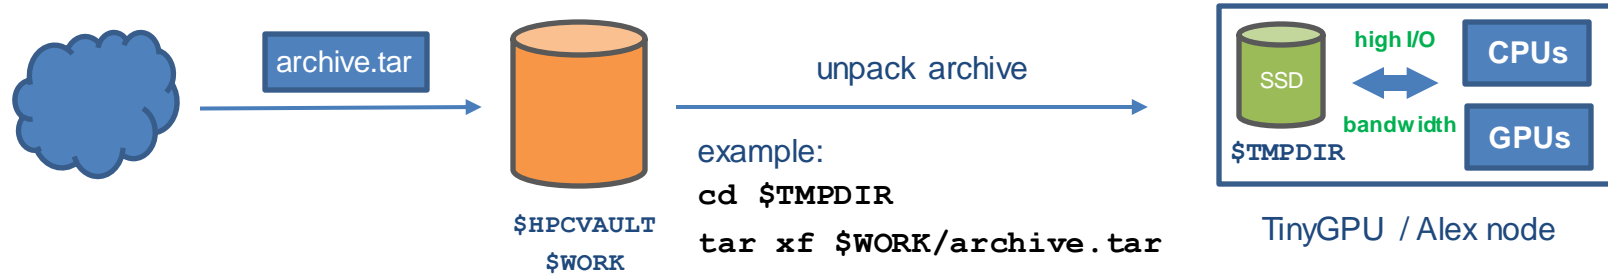 archive.tar
$HPCVAULT
$WORK
unpack archive
example:
cd $TMPDIR
tar xf $WORK/archive.tar
SSD
$TMPDIR
high I/O
bandwidth
CPUs
GPUs
TinyGPU / Alex node